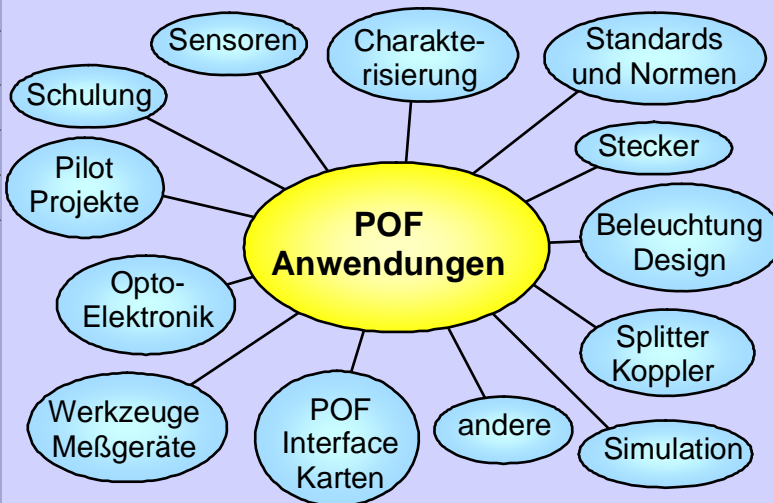 Sensoren
Charakte-
risierung
Standards
und Normen
Schulung
Stecker
Pilot
Projekte
POF
Anwendungen
Beleuchtung
Design
Opto-
Elektronik
Splitter
Koppler
Werkzeuge
Meßgeräte
POF
Interface
Karten
andere
Simulation